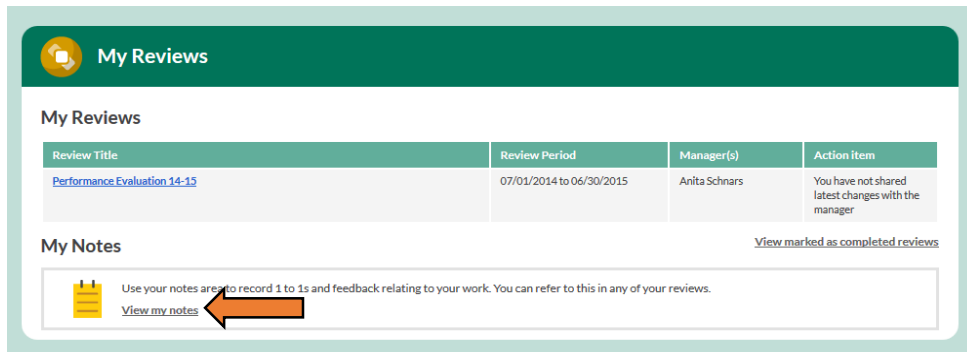 My Reviews
My Reviews
Review Title Review Period Manager(s) Action item
Performance Evaluation 14-15 07/01/2014 to 06/30/2015 Anita Schnars You have not shared
latest changes with the
manager
View marked as completed reviews
My Notes
Use your notes area to record 1 to 1s and feedback relating to your work. You can refer to this in any of your reviews.
View my notes